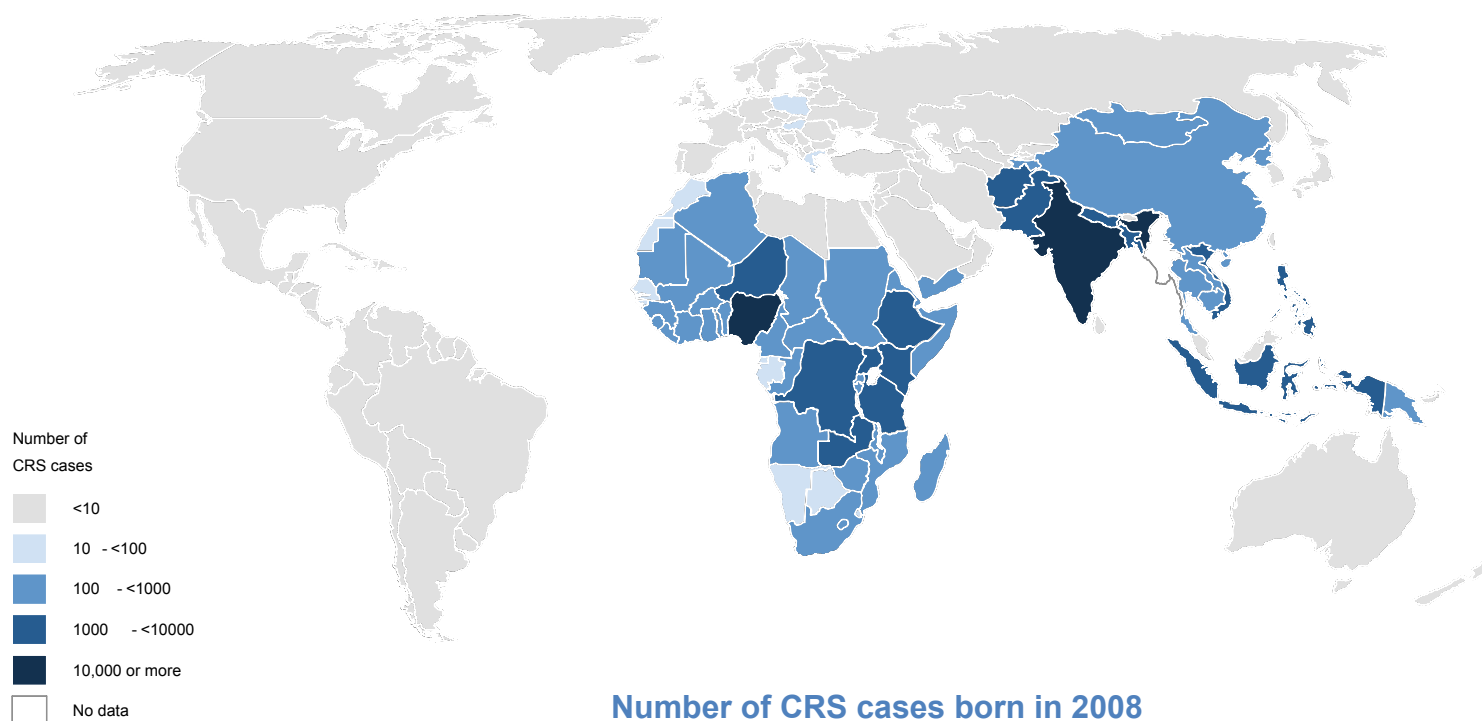 Number of
CRS cases
<10
10 - <100
100 - <1000
1000 - <10000
10,000 or more
No data
Number of CRS cases born in 2008